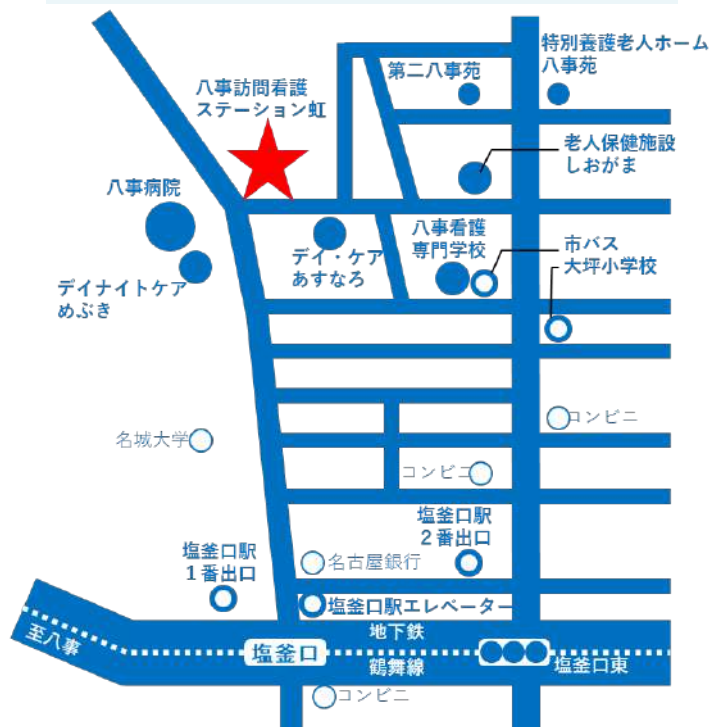 特別養護老人ホーム
八事苑
第二八事苑
八事訪問看護
ステーション虹
老人保健施設
しおがま
八事病院
八事看護
専門学校
市バス
大坪小学校
デイ・ケア
あすなろ
デイナイトケア
めぶき
コンビニ
名城大学
コンビニ
塩釜口駅
２番出口
塩釜口駅
１番出口
名古屋銀行
塩釜口駅エレベーター
地下鉄
至八事
塩釜口
鶴舞線
塩釜口東
コンビニ